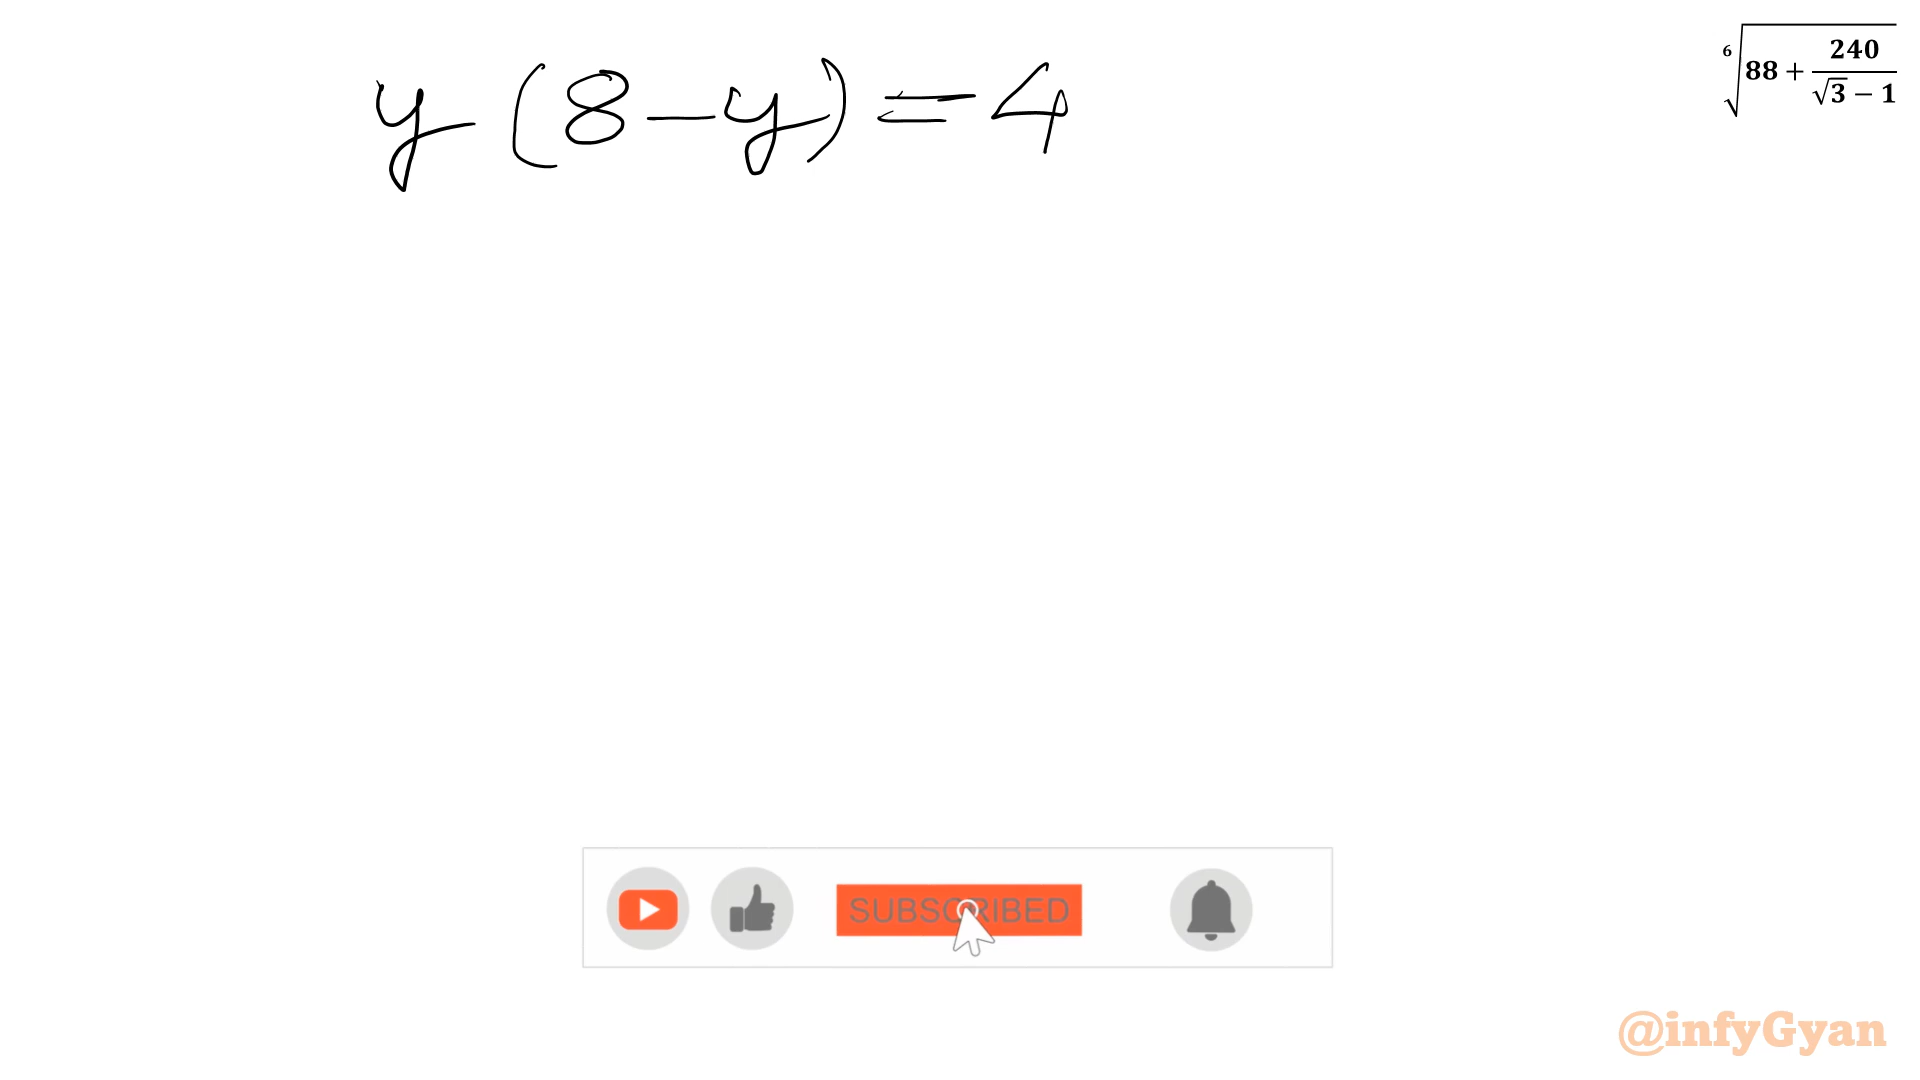 y (8-y) = 4
⁶√(88 + 240/(√3 − 1))
SUBSCRIBED
@infyGyan